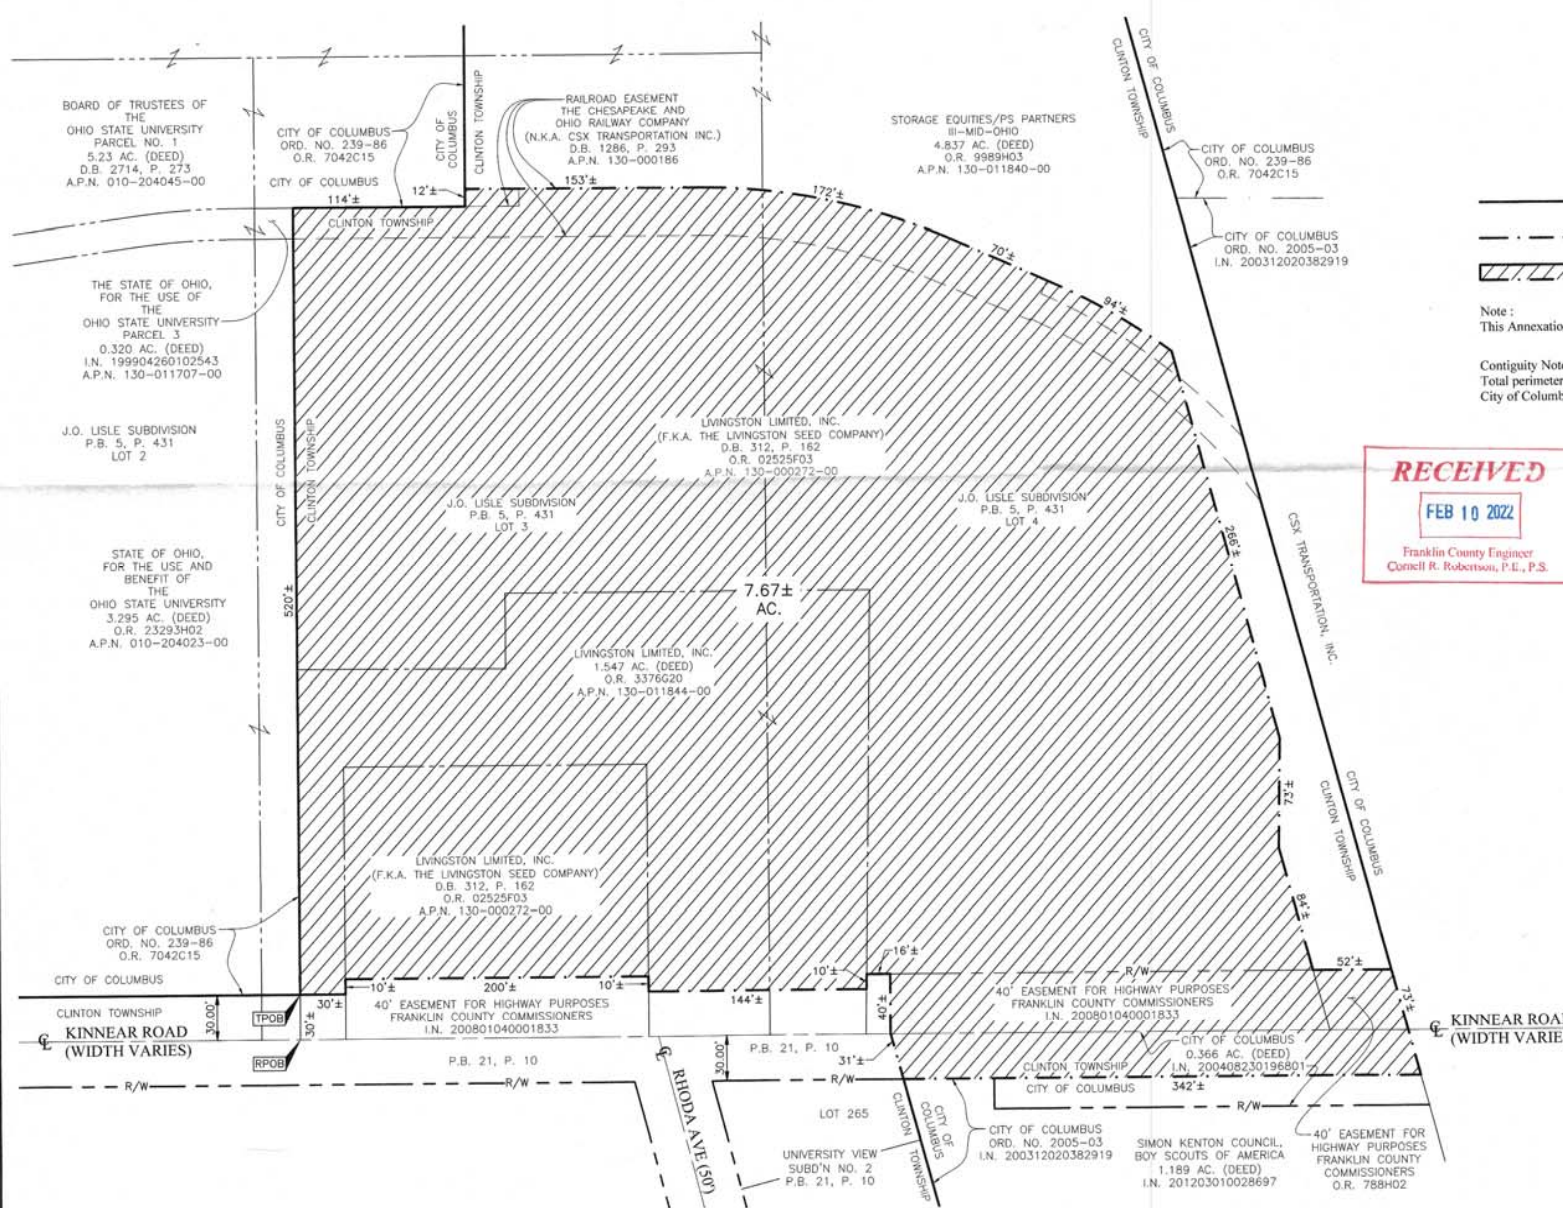 BOARD OF TRUSTEES OF
THE
OHIO STATE UNIVERSITY
PARCEL NO. 1
5.23 AC. (DEED)
D.B. 2714, P. 273
A.P.N. 010-204045-00
CITY OF COLUMBUS
ORD. NO. 239-86
O.R. 7042C15
CITY OF COLUMBUS
CITY OF
COLUMBUS
CLINTON TOWNSHIP
RAILROAD EASEMENT
THE CHESAPEAKE AND
OHIO RAILWAY COMPANY
(N.K.A. CSX TRANSPORTATION INC.)
D.B. 1286, P. 293
A.P.N. 130-000186
STORAGE EQUITIES/PS PARTNERS
III-MID-OHIO
4.837 AC. (DEED)
O.R. 9989H03
A.P.N. 130-011840-00
CITY OF COLUMBUS
CLINTON TOWNSHIP
CITY OF COLUMBUS
ORD. NO. 239-86
O.R. 7042C15
CITY OF COLUMBUS
ORD. NO. 2005-03
I.N. 200312020382919
114'±
12'±
153'±
172'±
70'±
94'±
CLINTON TOWNSHIP
THE STATE OF OHIO,
FOR THE USE OF
THE
OHIO STATE UNIVERSITY
PARCEL 3
0.320 AC. (DEED)
I.N. 199904260102543
A.P.N. 130-011707-00
Note :
This Annexatio
Contiguity Not
Total perimeter
City of Columb
J.O. LISLE SUBDIVISION
P.B. 5, P. 431
LOT 2
CITY OF COLUMBUS
CLINTON TOWNSHIP
LIVINGSTON LIMITED, INC.
(F.K.A. THE LIVINGSTON SEED COMPANY)
D.B. 312, P. 162
O.R. 02525F03
A.P.N. 130-000272-00
J.O. LISLE SUBDIVISION
P.B. 5, P. 431
LOT 3
J.O. LISLE SUBDIVISION
P.B. 5, P. 431
LOT 4
RECEIVED
FEB 10 2022
Franklin County Engineer
Cornell R. Robertson, P.E., P.S.
STATE OF OHIO,
FOR THE USE AND
BENEFIT OF
THE
OHIO STATE UNIVERSITY
3.295 AC. (DEED)
O.R. 23293H02
A.P.N. 010-204023-00
520'±
266'±
CSX TRANSPORTATION, INC.
7.67±
AC.
LIVINGSTON LIMITED, INC.
1.547 AC. (DEED)
O.R. 3376G20
A.P.N. 130-011844-00
73'±
CITY OF COLUMBUS
CLINTON TOWNSHIP
LIVINGSTON LIMITED, INC.
(F.K.A. THE LIVINGSTON SEED COMPANY)
D.B. 312, P. 162
O.R. 02525F03
A.P.N. 130-000272-00
84'±
CITY OF COLUMBUS
ORD. NO. 239-86
O.R. 7042C15
CITY OF COLUMBUS
CLINTON TOWNSHIP
30.00'
TPOB
RPOB
30'±
30'±
10'±
200'±
10'±
144'±
10'±
16'±
40'±
31'±
R/W
52'±
73'±
40' EASEMENT FOR HIGHWAY PURPOSES
FRANKLIN COUNTY COMMISSIONERS
I.N. 200801040001833
40' EASEMENT FOR HIGHWAY PURPOSES
FRANKLIN COUNTY COMMISSIONERS
I.N. 200801040001833
CITY OF COLUMBUS
0.366 AC. (DEED)
I.N. 200408230196801
CLINTON TOWNSHIP
CITY OF COLUMBUS
342'±
KINNEAR ROAD
(WIDTH VARIES)
KINNEAR ROA
(WIDTH VARIE
P.B. 21, P. 10
30.00'
P.B. 21, P. 10
R/W
R/W
R/W
R/W
RHODA AVE (50')
LOT 265
UNIVERSITY VIEW
SUBD'N NO. 2
P.B. 21, P. 10
CITY OF
COLUMBUS
CLINTON
TOWNSHIP
CITY OF COLUMBUS
ORD. NO. 2005-03
I.N. 200312020382919
SIMON KENTON COUNCIL,
BOY SCOUTS OF AMERICA
1.189 AC. (DEED)
I.N. 201203010028697
40' EASEMENT FOR
HIGHWAY PURPOSES
FRANKLIN COUNTY
COMMISSIONERS
O.R. 788H02